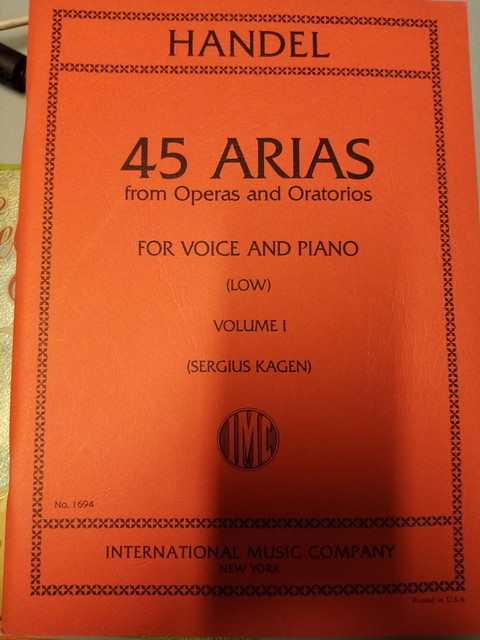 HANDEL
45 ARIAS
from Operas and Oratorios
FOR VOICE AND PIANO
(LOW)
VOLUME I
(SERGIUS KAGEN)
IMC
No. 1694
INTERNATIONAL MUSIC COMPANY
NEW YORK
Printed in U.S.A.